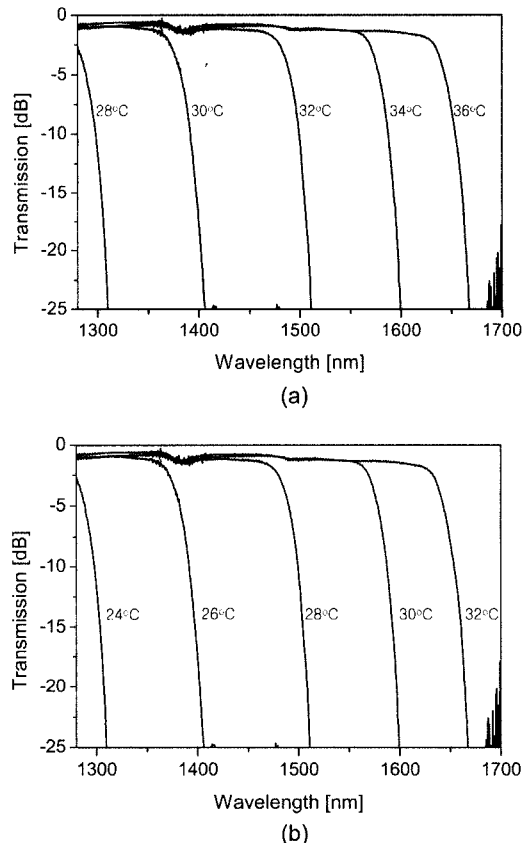 0
-5
-10
-15
-20
-25
Transmission [dB]
28°C 30°C 32°C 34°C 36°C
1300 1400 1500 1600 1700
Wavelength [nm]
(a)
0
-5
-10
-15
-20
-25
Transmission [dB]
24°C 26°C 28°C 30°C 32°C
1300 1400 1500 1600 1700
Wavelength [nm]
(b)